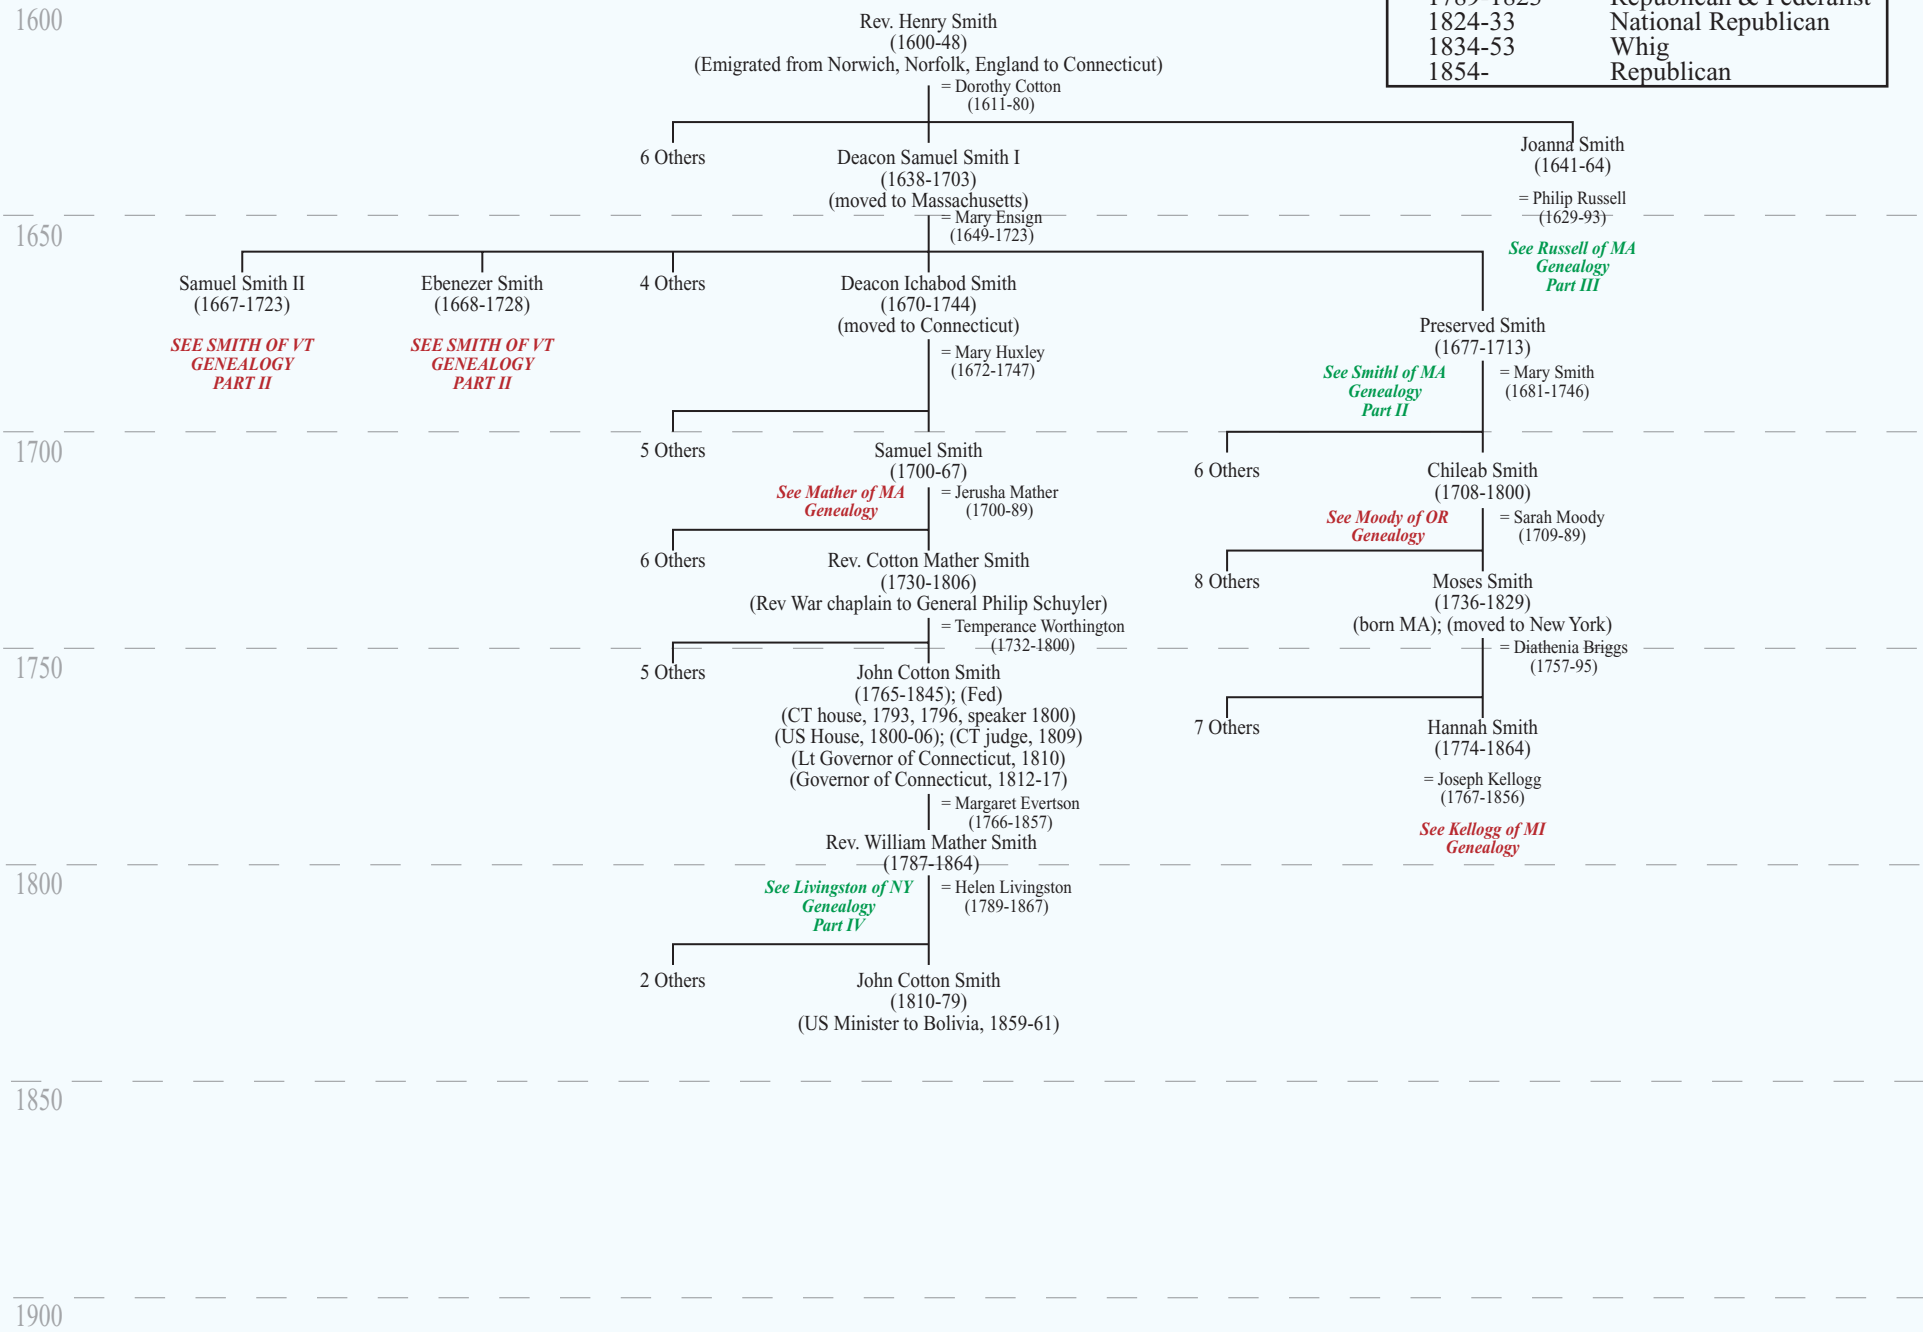 1789-1823 Republican & Federalist
1824-33 National Republican
1834-53 Whig
1854- Republican
1600
Rev. Henry Smith
(1600-48)
(Emigrated from Norwich, Norfolk, England to Connecticut)
= Dorothy Cotton
(1611-80)
6 Others
Deacon Samuel Smith I
(1638-1703)
(moved to Massachusetts)
= Mary Ensign
(1649-1723)
Joanna Smith
(1641-64)
= Philip Russell
(1629-93)
See Russell of MA
Genealogy
Part III
1650
Samuel Smith II
(1667-1723)
SEE SMITH OF VT
GENEALOGY
PART II
Ebenezer Smith
(1668-1728)
SEE SMITH OF VT
GENEALOGY
PART II
4 Others
Deacon Ichabod Smith
(1670-1744)
(moved to Connecticut)
= Mary Huxley
(1672-1747)
Preserved Smith
(1677-1713)
See Smithl of MA
Genealogy
Part II
= Mary Smith
(1681-1746)
1700
5 Others
Samuel Smith
(1700-67)
See Mather of MA
Genealogy
= Jerusha Mather
(1700-89)
6 Others
Chileab Smith
(1708-1800)
See Moody of OR
Genealogy
= Sarah Moody
(1709-89)
6 Others
Rev. Cotton Mather Smith
(1730-1806)
(Rev War chaplain to General Philip Schuyler)
= Temperance Worthington
(1732-1800)
8 Others
Moses Smith
(1736-1829)
(born MA); (moved to New York)
= Diathenia Briggs
(1757-95)
1750
5 Others
John Cotton Smith
(1765-1845); (Fed)
(CT house, 1793, 1796, speaker 1800)
(US House, 1800-06); (CT judge, 1809)
(Lt Governor of Connecticut, 1810)
(Governor of Connecticut, 1812-17)
= Margaret Evertson
(1766-1857)
7 Others
Hannah Smith
(1774-1864)
= Joseph Kellogg
(1767-1856)
See Kellogg of MI
Genealogy
Rev. William Mather Smith
(1787-1864)
1800
See Livingston of NY
Genealogy
Part IV
= Helen Livingston
(1789-1867)
2 Others
John Cotton Smith
(1810-79)
(US Minister to Bolivia, 1859-61)
1850
1900